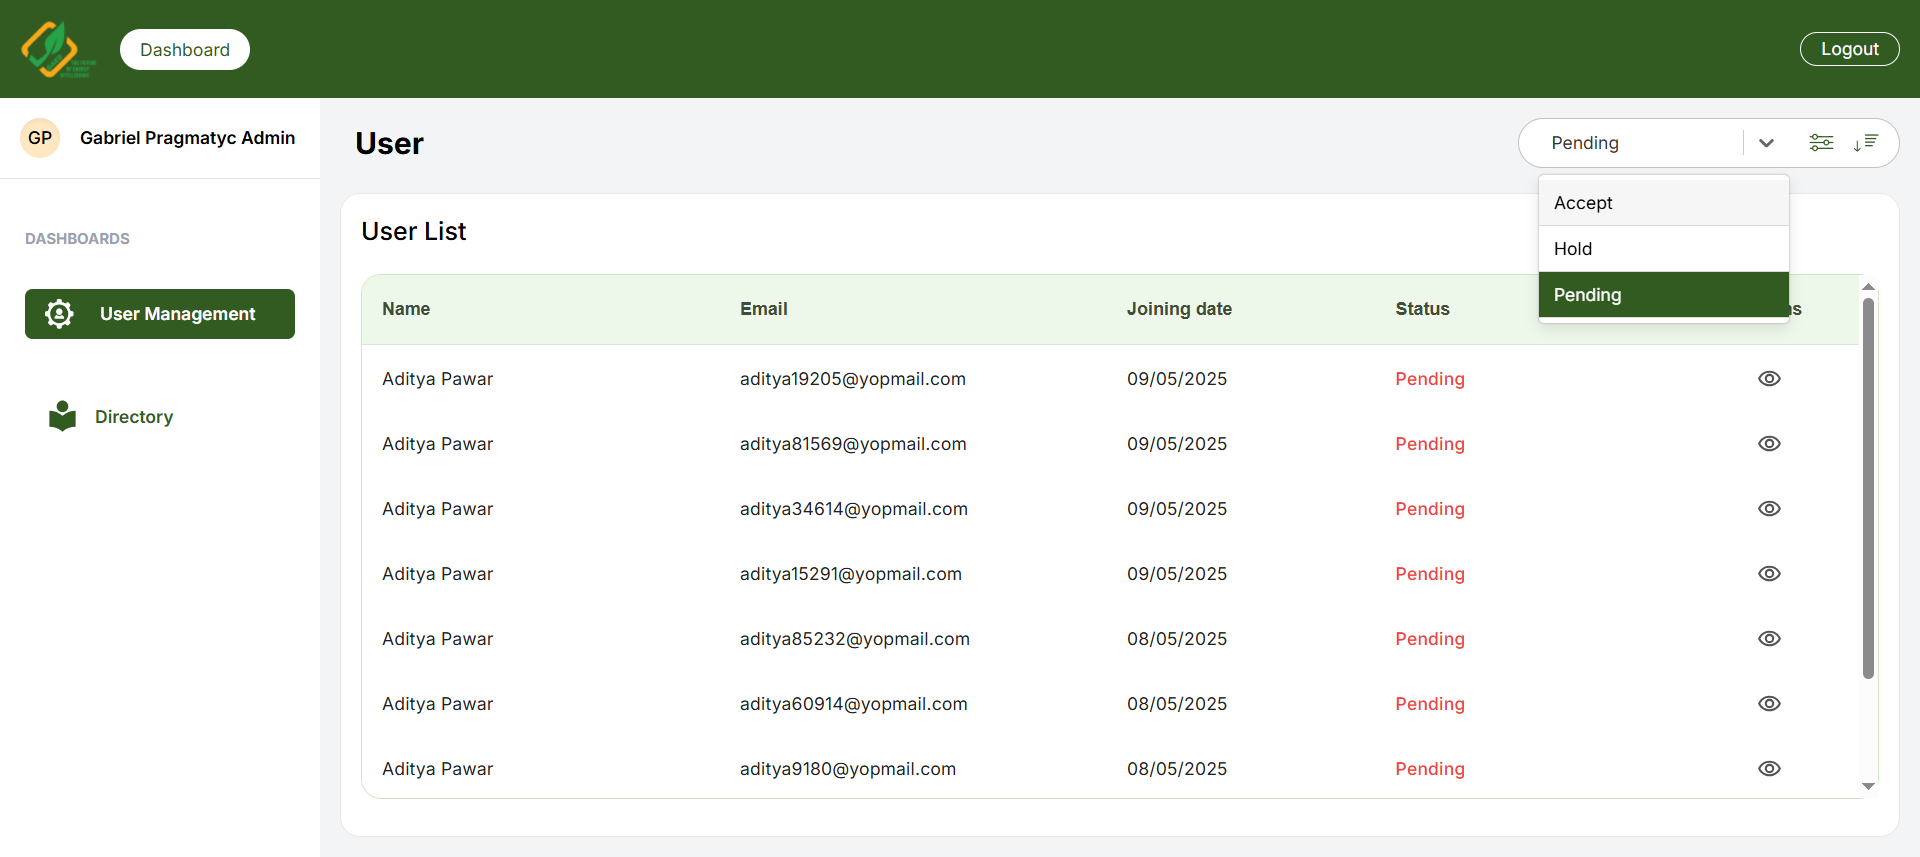 Dashboard
Logout
GP
Gabriel Pragmatyc Admin
User
Pending
DASHBOARDS
User Management
Directory
Accept
Hold
Pending
User List
Name Email Joining date Status
Aditya Pawar aditya19205@yopmail.com 09/05/2025 Pending
Aditya Pawar aditya81569@yopmail.com 09/05/2025 Pending
Aditya Pawar aditya34614@yopmail.com 09/05/2025 Pending
Aditya Pawar aditya15291@yopmail.com 09/05/2025 Pending
Aditya Pawar aditya85232@yopmail.com 08/05/2025 Pending
Aditya Pawar aditya60914@yopmail.com 08/05/2025 Pending
Aditya Pawar aditya9180@yopmail.com 08/05/2025 Pending